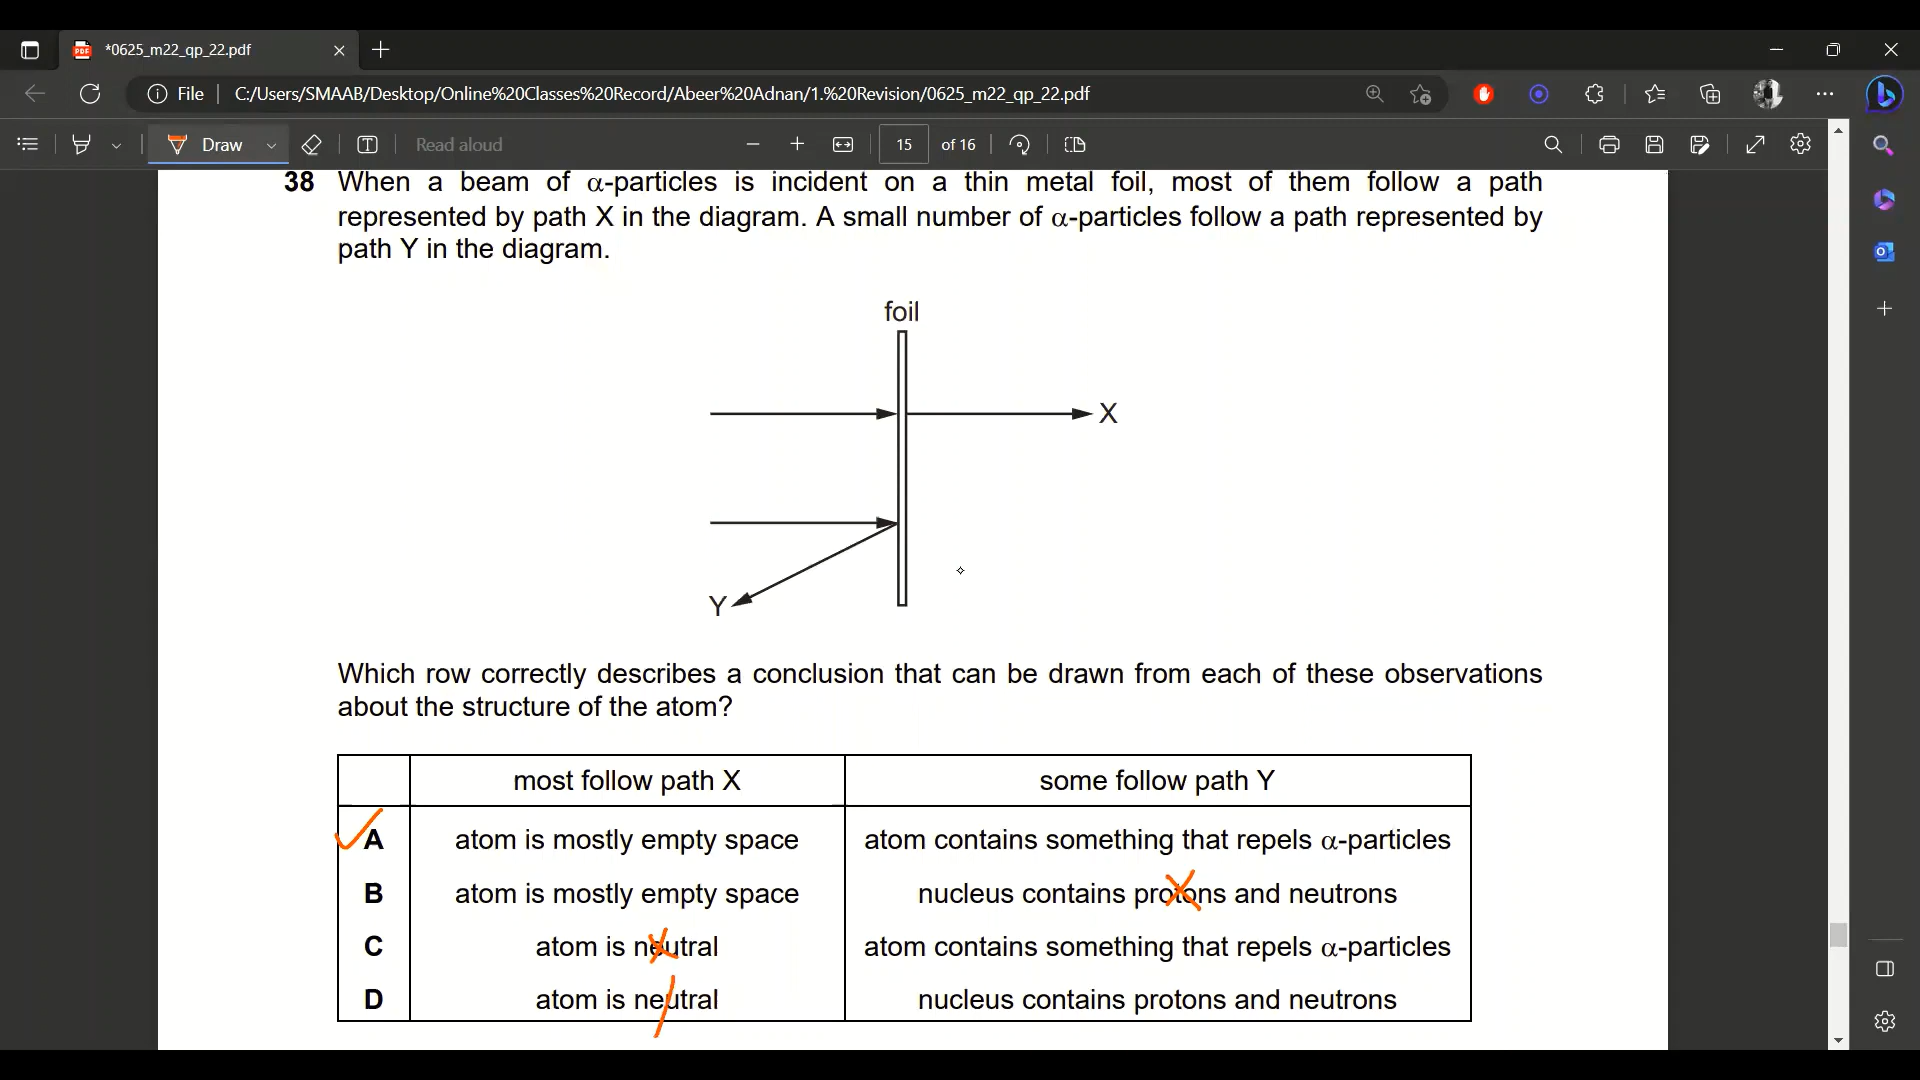 *0625_m22_qp_22.pdf
File
C:/Users/SMAAB/Desktop/Online%20Classes%20Record/Abeer%20Adnan/1.%20Revision/0625_m22_qp_22.pdf
Draw
Read aloud
15 of 16
38 When a beam of α-particles is incident on a thin metal foil, most of them follow a path
represented by path X in the diagram. A small number of α-particles follow a path represented by
path Y in the diagram.
foil
X
Y
Which row correctly describes a conclusion that can be drawn from each of these observations
about the structure of the atom?
most follow path X some follow path Y
A atom is mostly empty space atom contains something that repels α-particles
B atom is mostly empty space nucleus contains protons and neutrons
C atom is neutral atom contains something that repels α-particles
D atom is neutral nucleus contains protons and neutrons